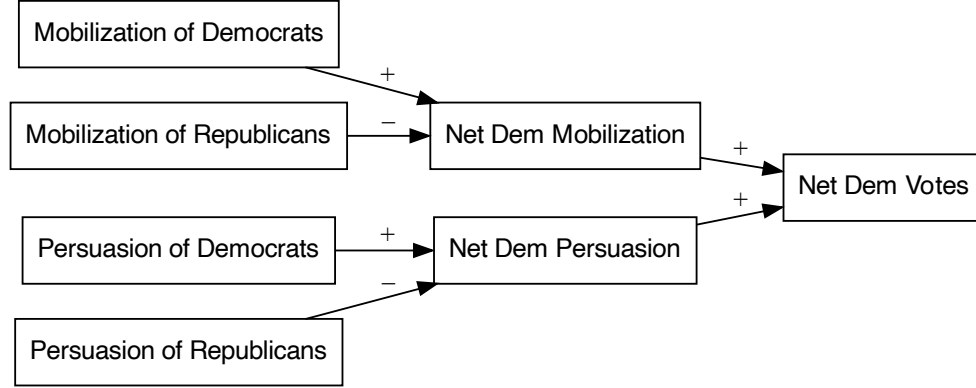 Mobilization of Democrats
+
Mobilization of Republicans
−
Net Dem Mobilization
+
Net Dem Votes
+
Persuasion of Democrats
+
Net Dem Persuasion
−
Persuasion of Republicans